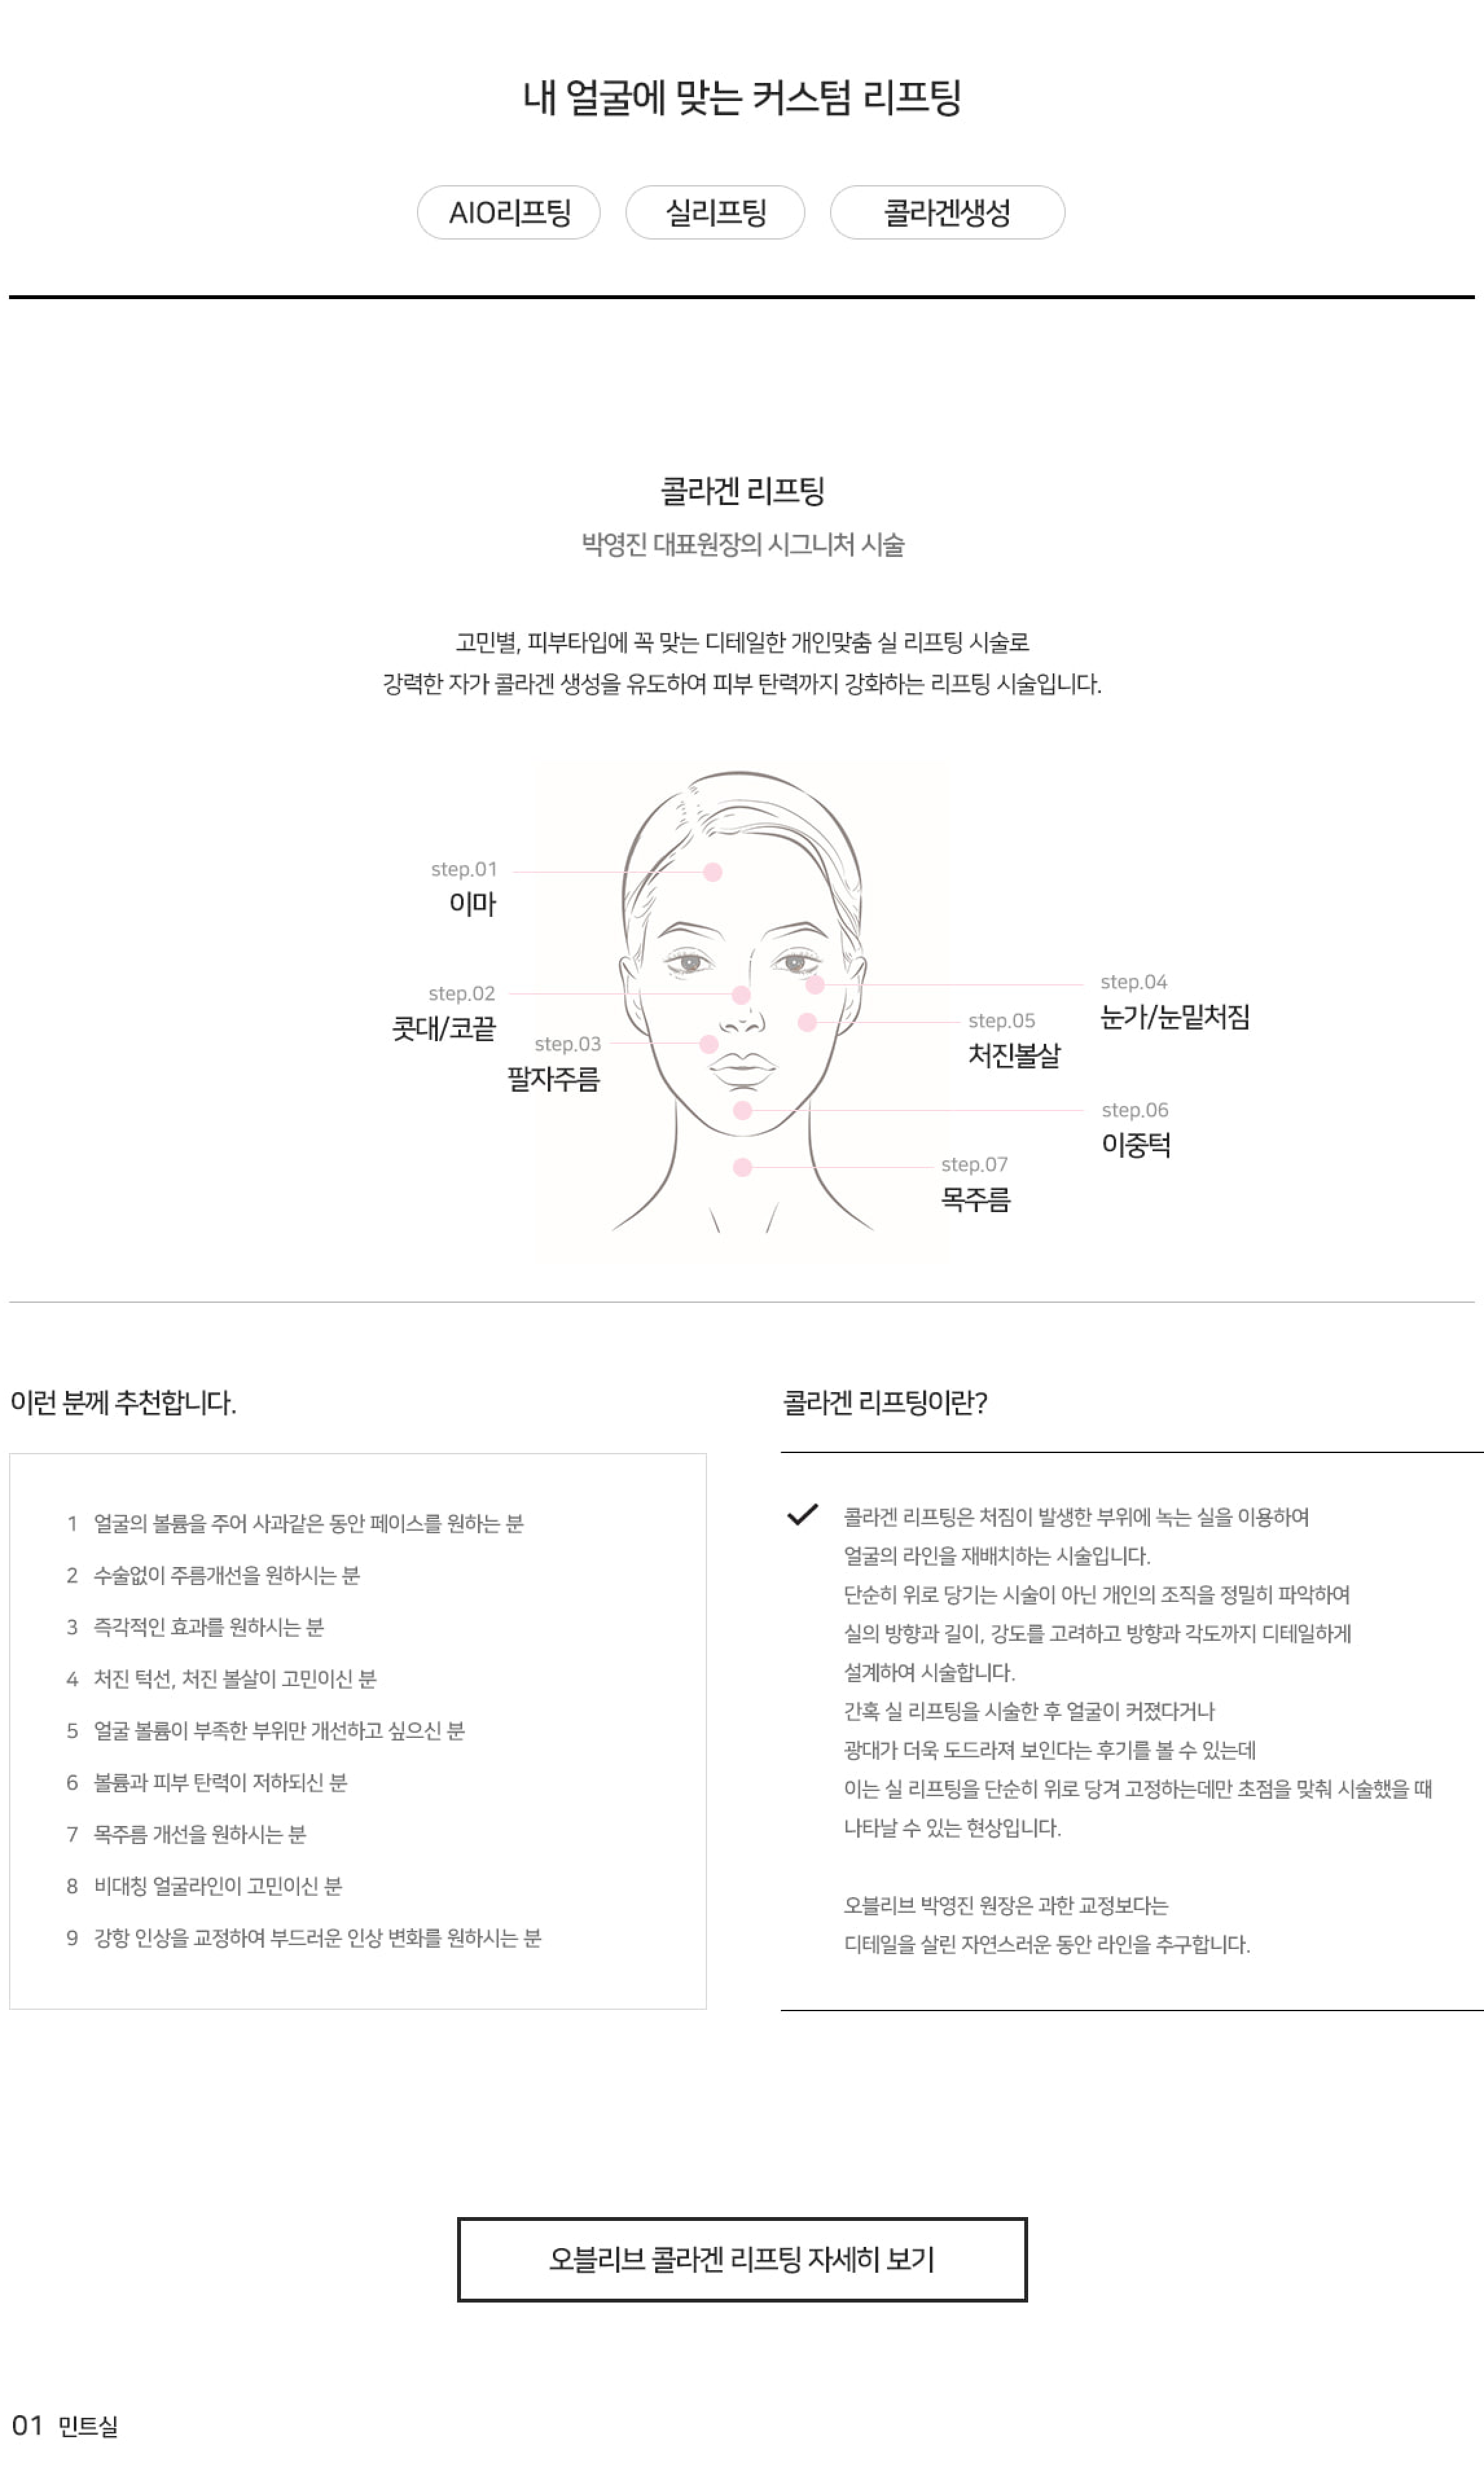 내 얼굴에 맞는 커스텀 리프팅
AIO리프팅
실리프팅
콜라겐생성
콜라겐 리프팅
박영진 대표원장의 시그니처 시술
고민별, 피부타입에 꼭 맞는 디테일한 개인맞춤 실 리프팅 시술로
강력한 자가 콜라겐 생성을 유도하여 피부 탄력까지 강화하는 리프팅 시술입니다.
step.01
이마
step.02
콧대/코끝
step.03
팔자주름
step.04
눈가/눈밑처짐
step.05
처진볼살
step.06
이중턱
step.07
목주름
이런 분께 추천합니다.
1 얼굴의 볼륨을 주어 사과같은 동안 페이스를 원하는 분
2 수술없이 주름개선을 원하시는 분
3 즉각적인 효과를 원하시는 분
4 처진 턱선, 처진 볼살이 고민이신 분
5 얼굴 볼륨이 부족한 부위만 개선하고 싶으신 분
6 볼륨과 피부 탄력이 저하되신 분
7 목주름 개선을 원하시는 분
8 비대칭 얼굴라인이 고민이신 분
9 강항 인상을 교정하여 부드러운 인상 변화를 원하시는 분
콜라겐 리프팅이란?
콜라겐 리프팅은 처짐이 발생한 부위에 녹는 실을 이용하여
얼굴의 라인을 재배치하는 시술입니다.
단순히 위로 당기는 시술이 아닌 개인의 조직을 정밀히 파악하여
실의 방향과 길이, 강도를 고려하고 방향과 각도까지 디테일하게
설계하여 시술합니다.
간혹 실 리프팅을 시술한 후 얼굴이 커졌다거나
광대가 더욱 도드라져 보인다는 후기를 볼 수 있는데
이는 실 리프팅을 단순히 위로 당겨 고정하는데만 초점을 맞춰 시술했을 때
나타날 수 있는 현상입니다.
오블리브 박영진 원장은 과한 교정보다는
디테일을 살린 자연스러운 동안 라인을 추구합니다.
오블리브 콜라겐 리프팅 자세히 보기
01 민트실